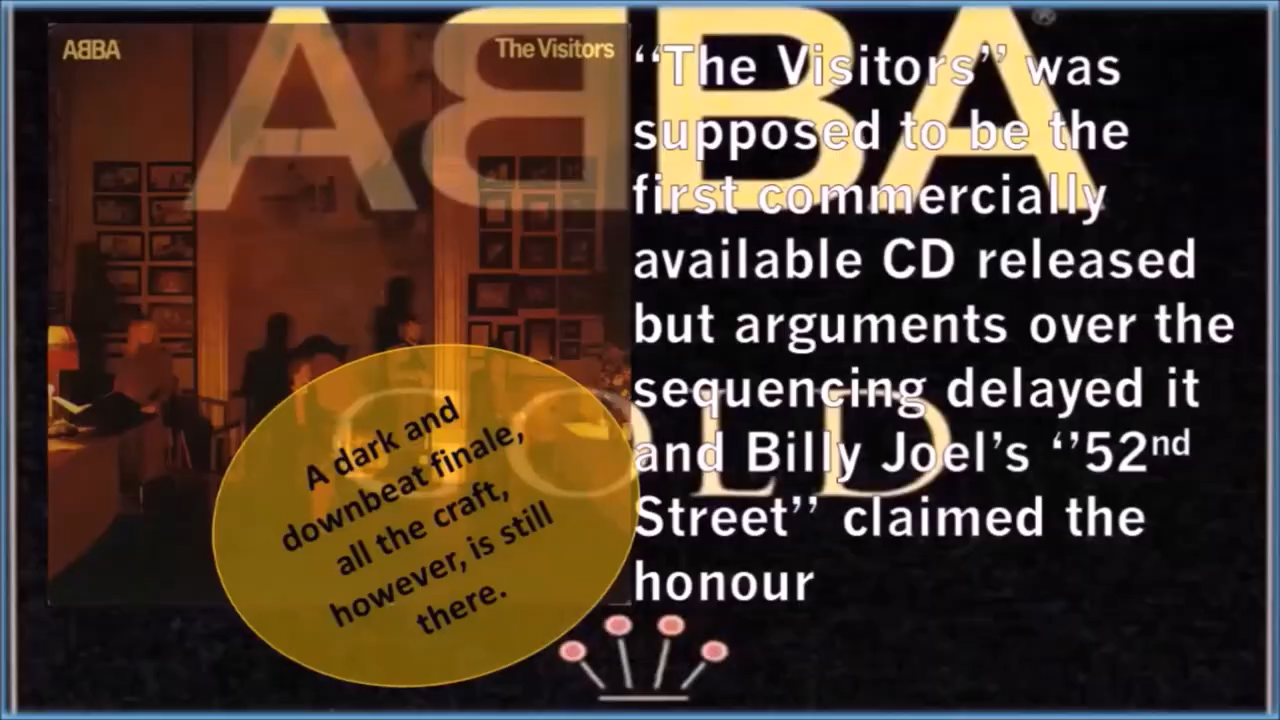 ABBA
ABBA
The Visitors
GOLD
‘‘The Visitors’’ was
supposed to be the
first commercially
available CD released
but arguments over the
sequencing delayed it
and Billy Joel’s ‘’52nd
Street’’ claimed the
honour
A dark and
downbeat finale,
all the craft,
however, is still
there.